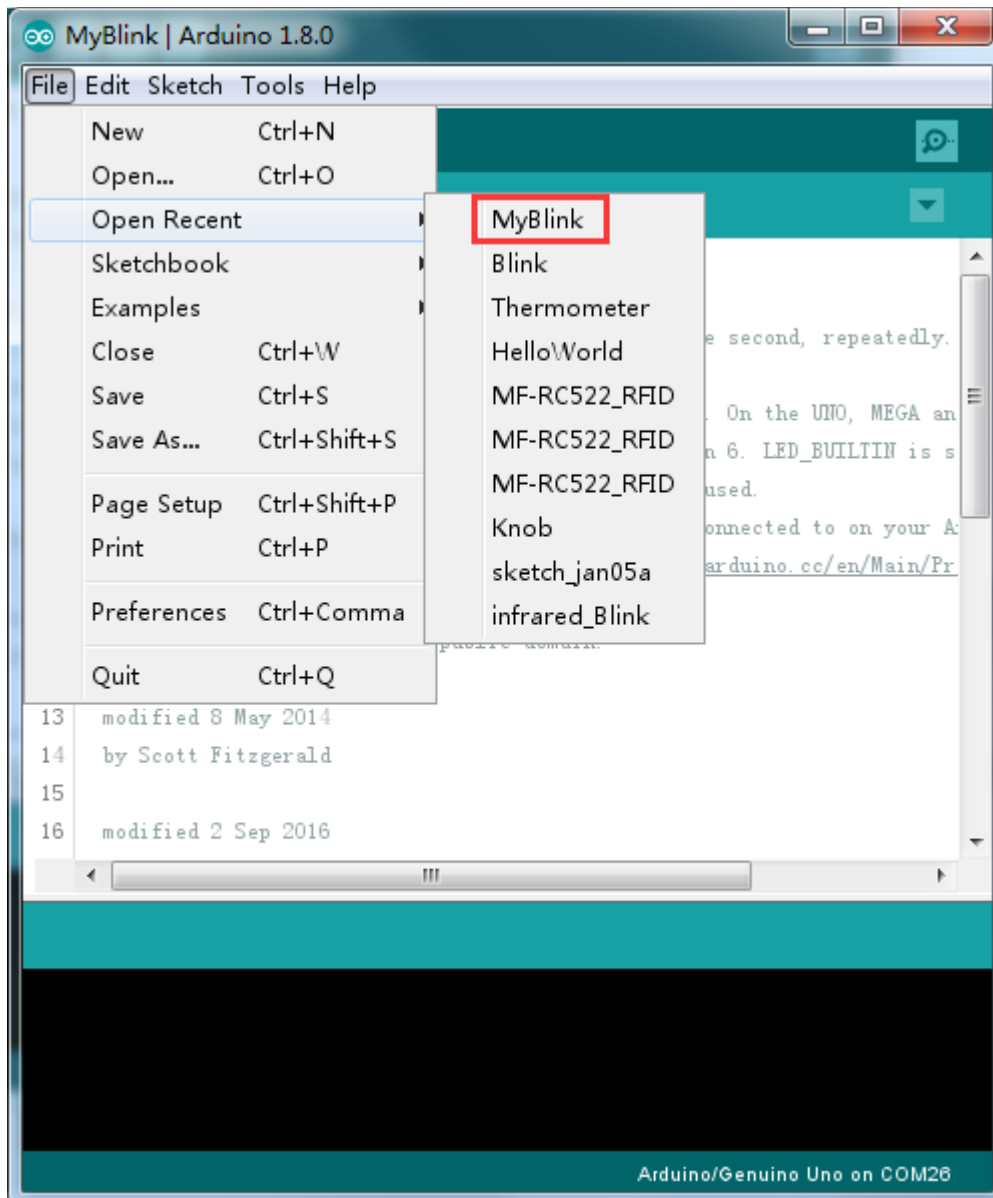 MyBlink | Arduino 1.8.0
File Edit Sketch Tools Help
New Ctrl+N
Open... Ctrl+O
Open Recent
Sketchbook
Examples
Close Ctrl+W
Save Ctrl+S
Save As... Ctrl+Shift+S
Page Setup Ctrl+Shift+P
Print Ctrl+P
Preferences Ctrl+Comma
Quit Ctrl+Q
MyBlink
Blink
Thermometer
HelloWorld
MF-RC522_RFID
MF-RC522_RFID
MF-RC522_RFID
Knob
sketch_jan05a
infrared_Blink
e second, repeatedly.
. On the UNO, MEGA an
n 6. LED_BUILTIN is s
used.
onnected to on your A
arduino.cc/en/Main/Pr
public domain.
13 modified 8 May 2014
14 by Scott Fitzgerald
15
16 modified 2 Sep 2016
Arduino/Genuino Uno on COM26